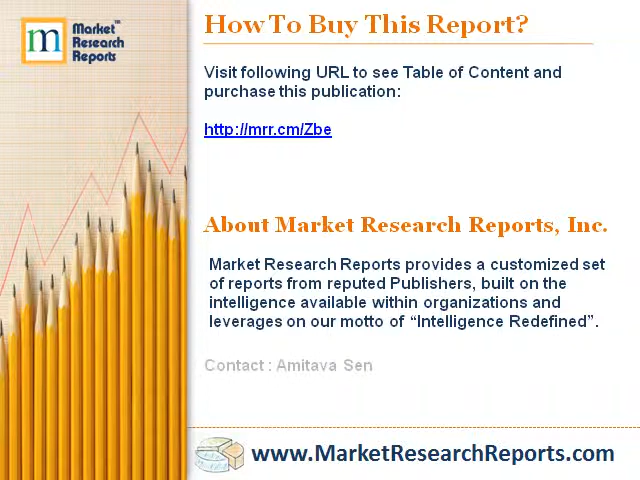 m
Market
Research
Reports
TM
How To Buy This Report?
Visit following URL to see Table of Content and
purchase this publication:
http://mrr.cm/Zbe
About Market Research Reports, Inc.
Market Research Reports provides a customized set
of reports from reputed Publishers, built on the
intelligence available within organizations and
leverages on our motto of “Intelligence Redefined”.
Contact : Amitava Sen
www.MarketResearchReports.com